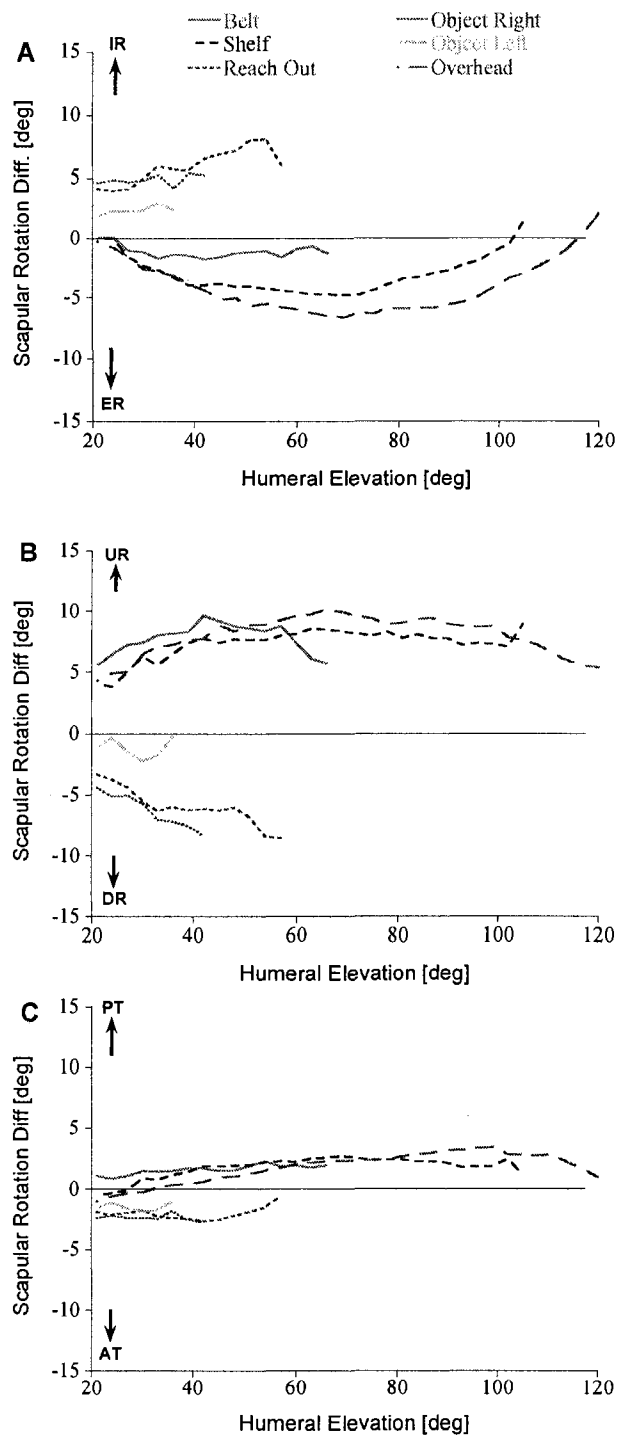 Belt Object Right
Shelf Object Left
Reach Out Overhead
A
IR
15
10
5
0
-5
-10
-15
Scapular Rotation Diff. [deg]
ER
20 40 60 80 100 120
Humeral Elevation [deg]
B
UR
15
10
5
0
-5
-10
-15
Scapular Rotation Diff [deg]
DR
20 40 60 80 100 120
Humeral Elevation [deg]
C
PT
15
10
5
0
-5
-10
-15
Scapular Rotation Diff [deg]
AT
20 40 60 80 100 120
Humeral Elevation [deg]